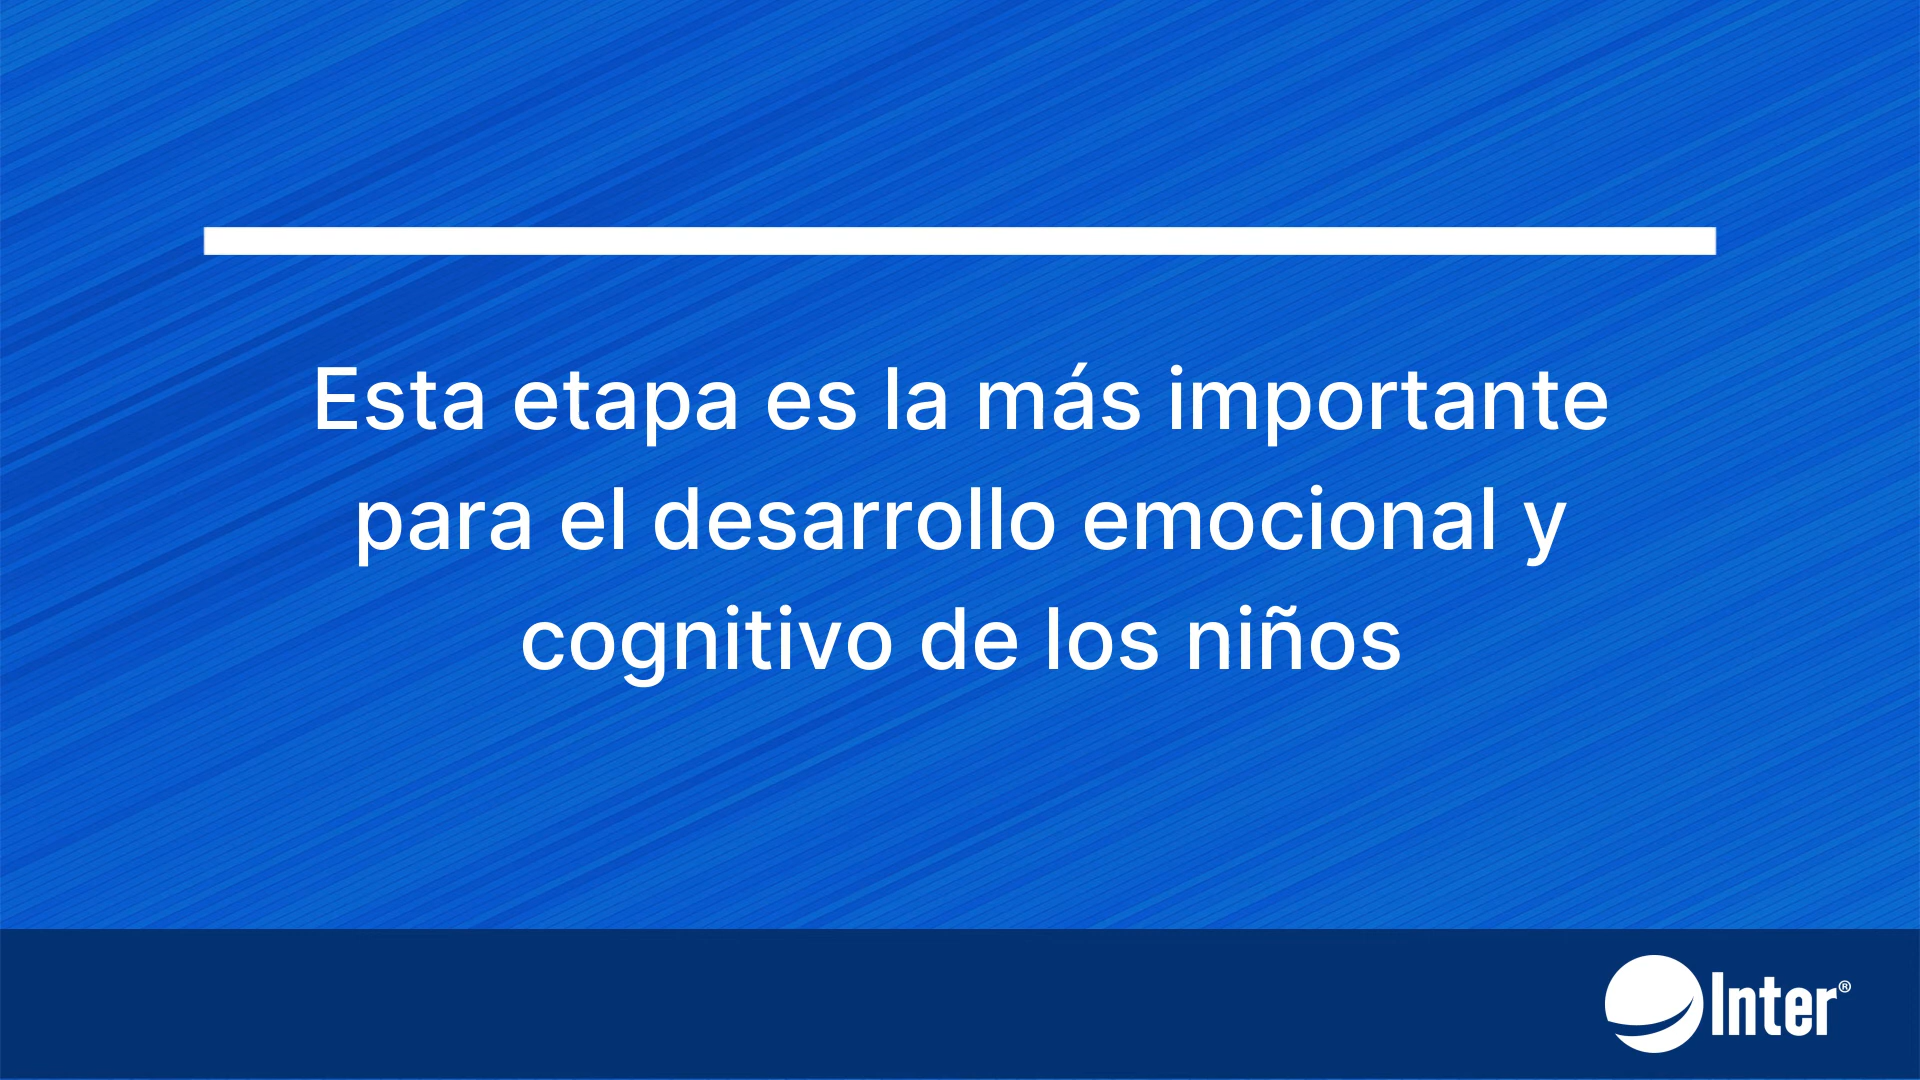 Esta etapa es la más importante
para el desarrollo emocional y
cognitivo de los niños
Inter®